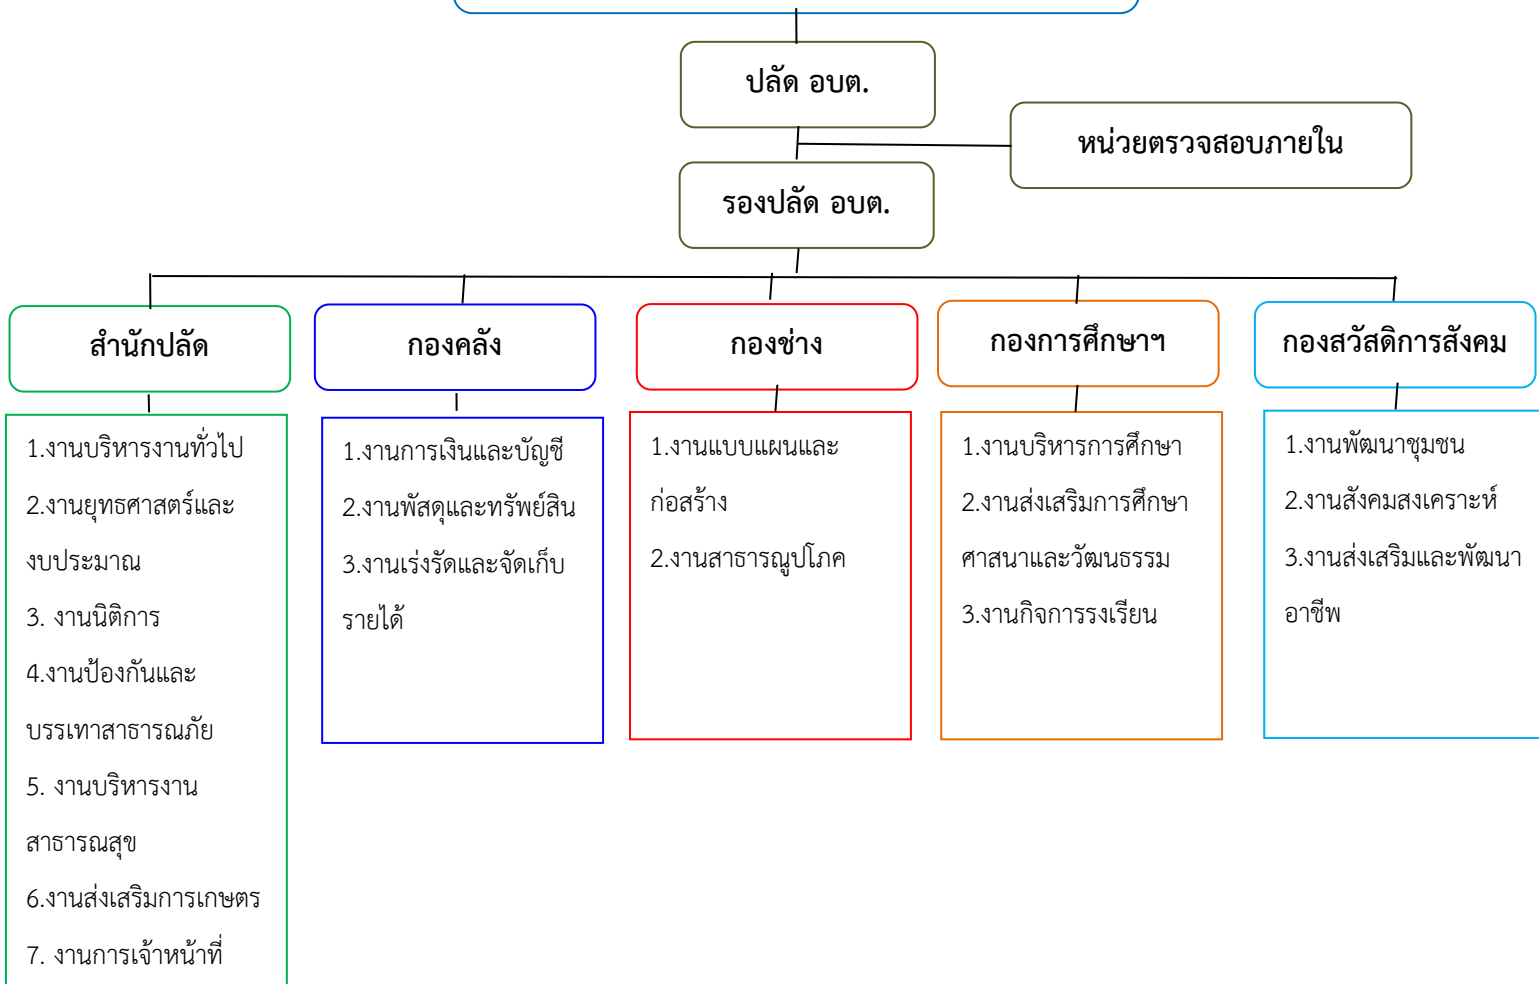 ปลัด อบต.
หน่วยตรวจสอบภายใน
รองปลัด อบต.
สำนักปลัด
กองคลัง
กองช่าง
กองการศึกษาฯ
กองสวัสดิการสังคม
1.งานบริหารงานทั่วไป
2.งานยุทธศาสตร์และ
งบประมาณ
3. งานนิติการ
4.งานป้องกันและ
บรรเทาสาธารณภัย
5. งานบริหารงาน
สาธารณสุข
6.งานส่งเสริมการเกษตร
7. งานการเจ้าหน้าที่
1.งานการเงินและบัญชี
2.งานพัสดุและทรัพย์สิน
3.งานเร่งรัดและจัดเก็บ
รายได้
1.งานแบบแผนและ
ก่อสร้าง
2.งานสาธารณูปโภค
1.งานบริหารการศึกษา
2.งานส่งเสริมการศึกษา
ศาสนาและวัฒนธรรม
3.งานกิจการรงเรียน
1.งานพัฒนาชุมชน
2.งานสังคมสงเคราะห์
3.งานส่งเสริมและพัฒนา
อาชีพ